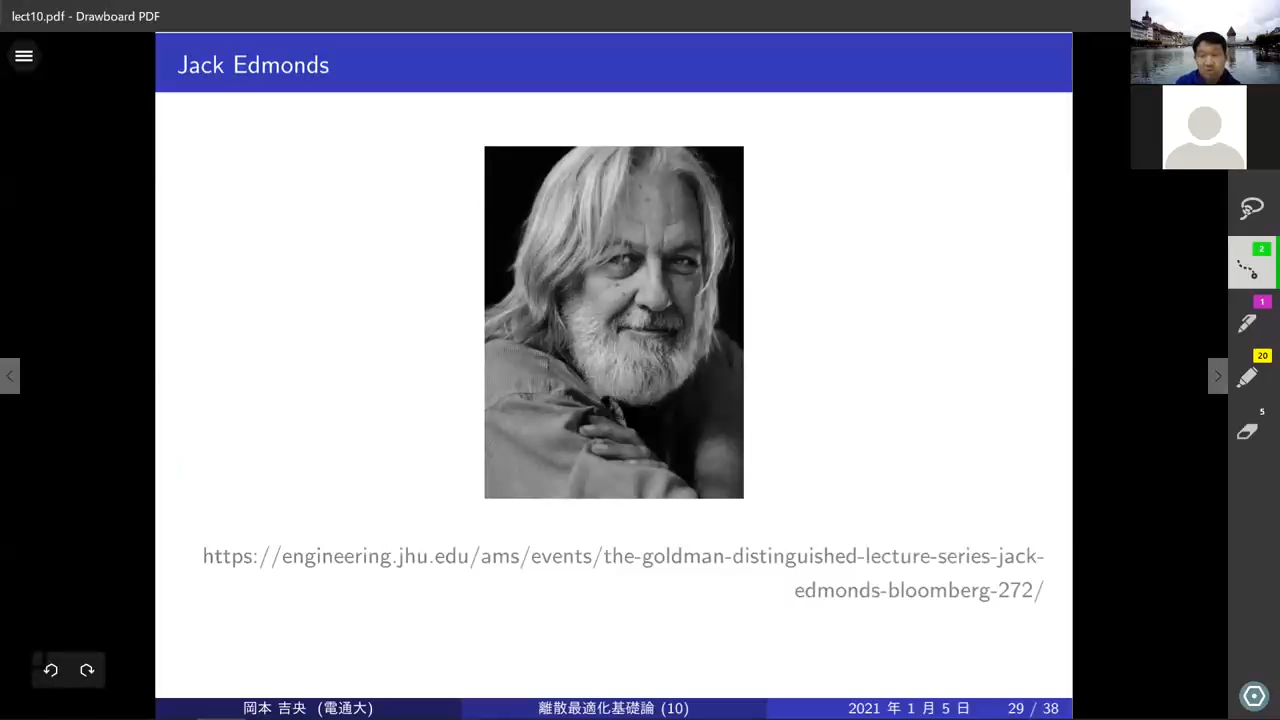 lect10.pdf - Drawboard PDF
Jack Edmonds
2
1
20
5
https://engineering.jhu.edu/ams/events/the-goldman-distinguished-lecture-series-jack-
edmonds-bloomberg-272/
岡本 吉央 (電通大)
離散最適化基礎論 (10)
2021 年 1 月 5 日
29 / 38